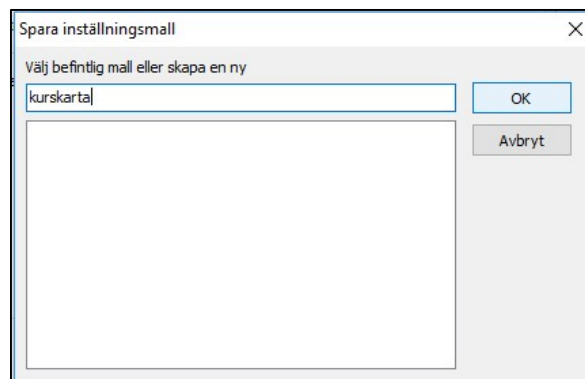 Spara inställningsmall
Välj befintlig mall eller skapa en ny
kurskarta
OK
Avbryt